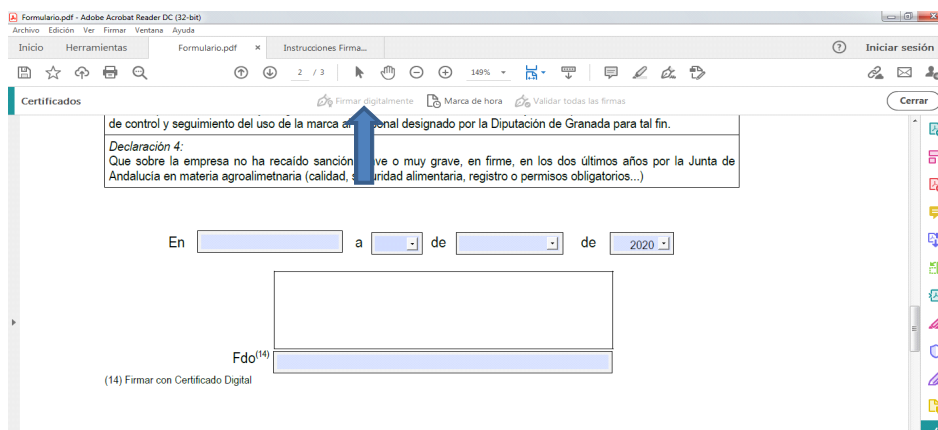 Formulario.pdf - Adobe Acrobat Reader DC (32-bit)
Archivo Edición Ver Firmar Ventana Ayuda
Inicio Herramientas Formulario.pdf × Instrucciones Firma... ? Iniciar sesión
2 / 3 149%
Certificados Firmar digitalmente Marca de hora Validar todas las firmas Cerrar
de control y seguimiento del uso de la marca al designado por la Diputación de Granada para tal fin.
Declaración 4:
Que sobre la empresa no ha recaído sanción o muy grave, en firme, en los dos últimos años por la Junta de
Andalucía en materia agroalimetnaria (calidad, alimentaria, registro o permisos obligatorios...)
En a de de 2020
Fdo(14)
(14) Firmar con Certificado Digital